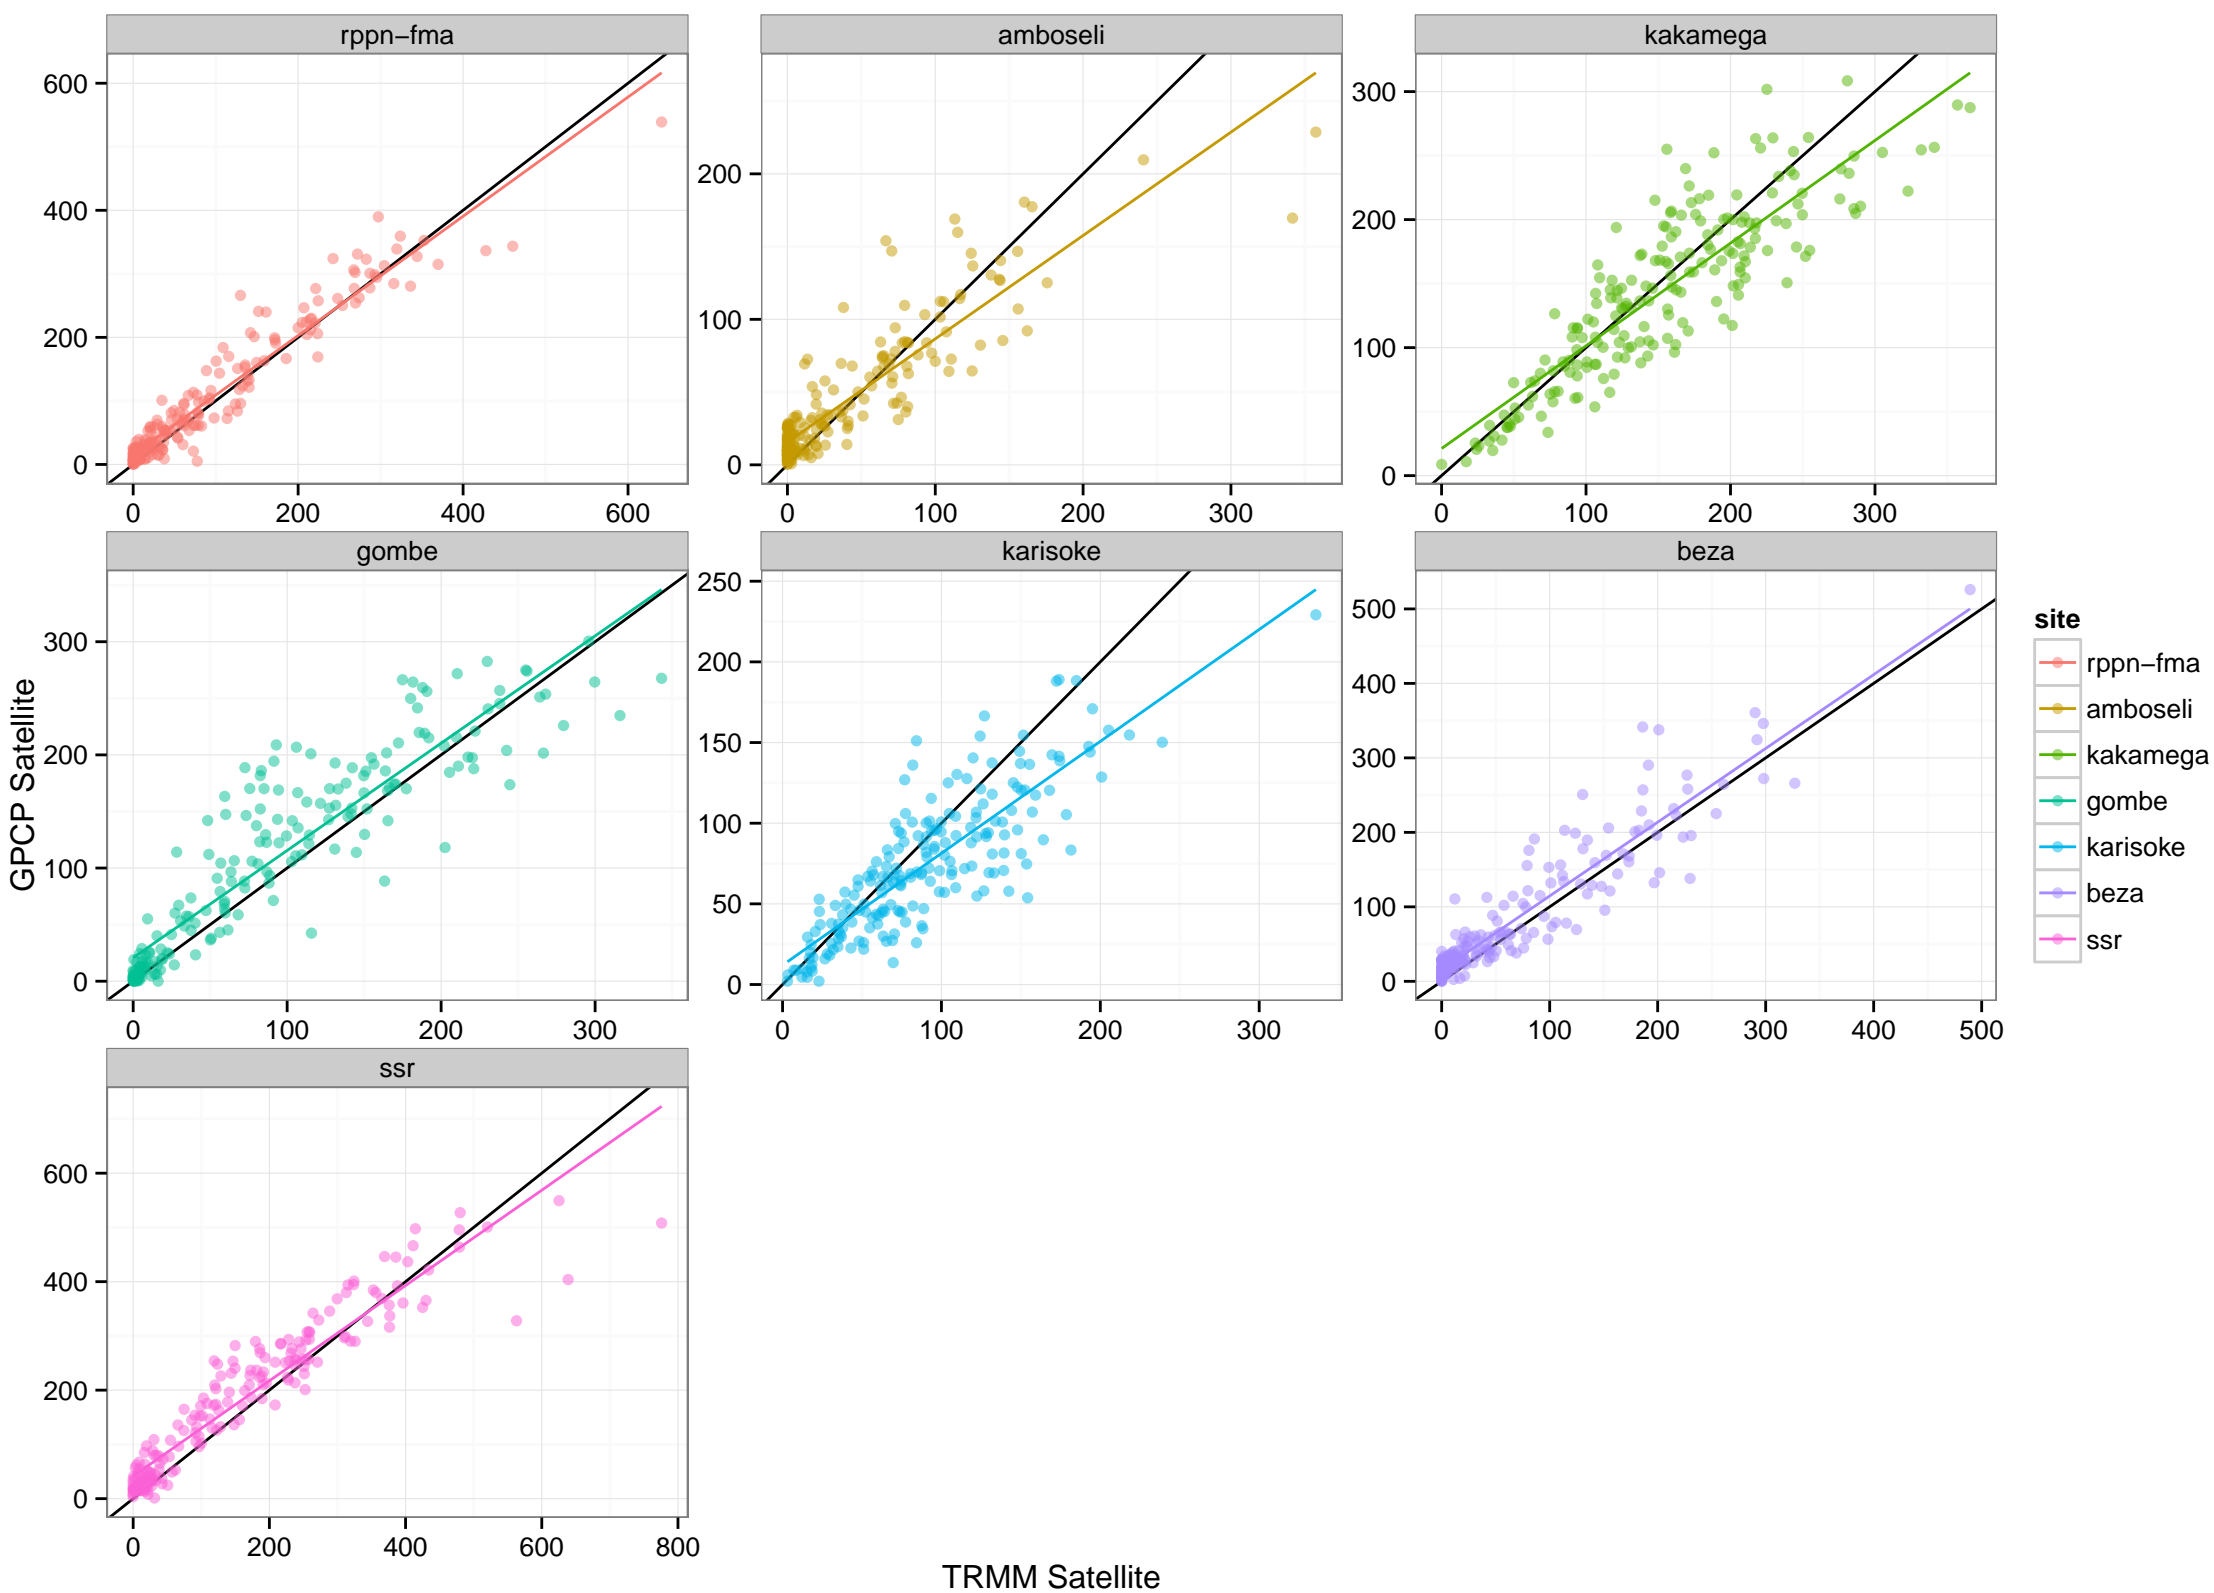 rppn−fma
amboseli
kakamega
600
400
200
0
0 200 400 600
200
100
0
0 100 200 300
300
200
100
0
0 100 200 300
gombe
karisoke
beza
300
200
100
0
0 100 200 300
250
200
150
100
50
0
0 100 200 300
500
400
300
200
100
0
0 100 200 300 400 500
ssr
600
400
200
0
0 200 400 600 800
GPCP Satellite
TRMM Satellite
site
rppn−fma
amboseli
kakamega
gombe
karisoke
beza
ssr